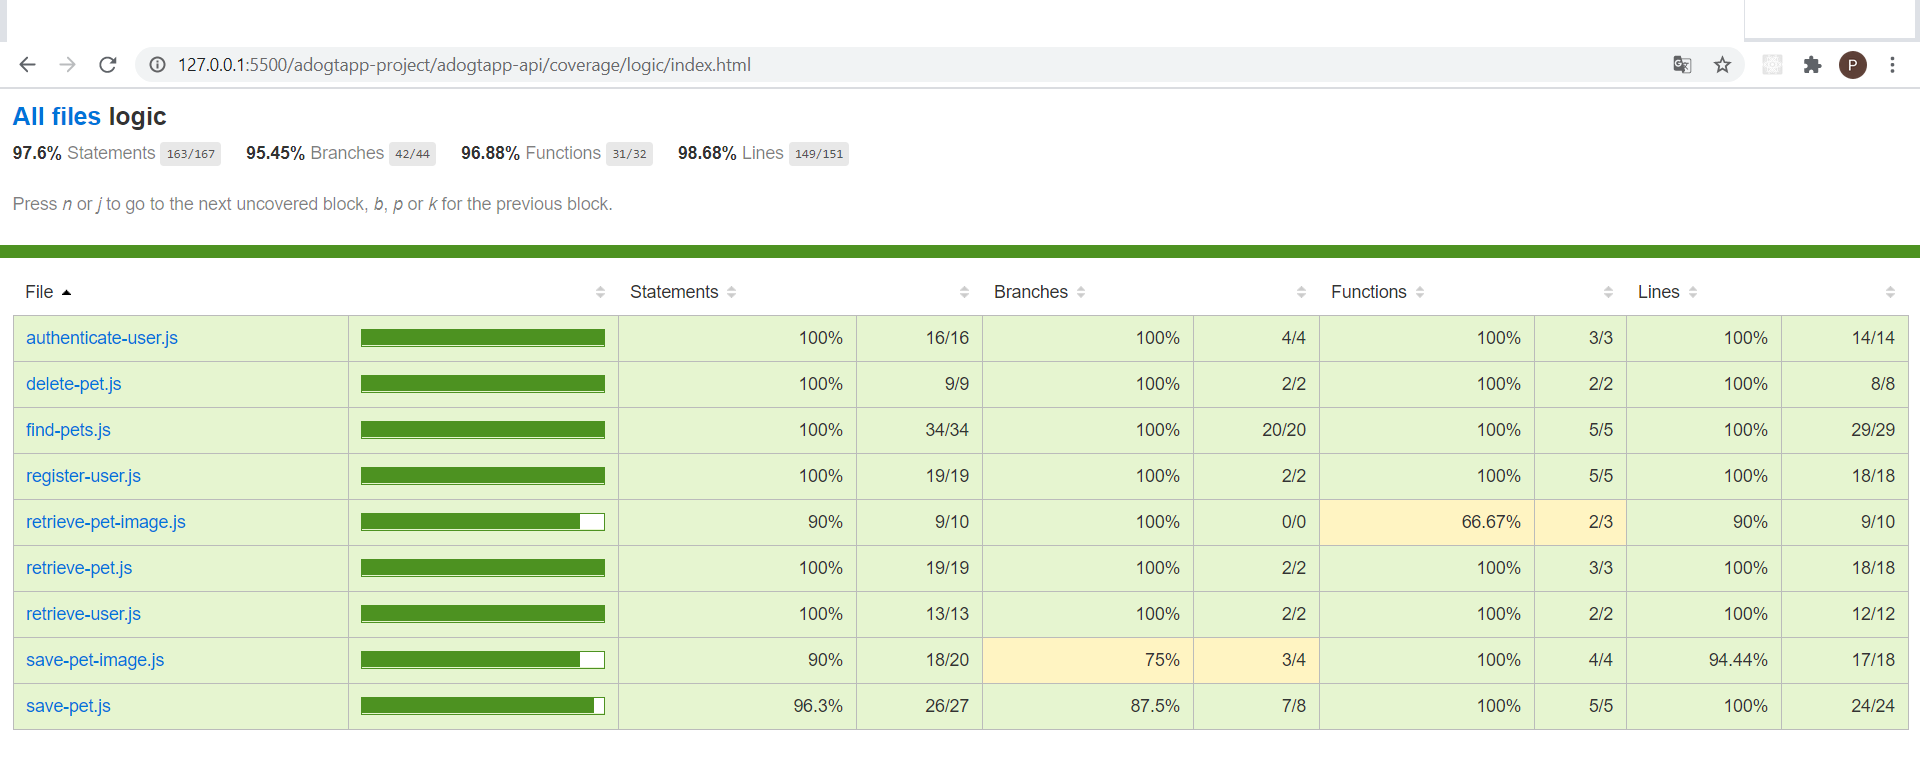 127.0.0.1:5500/adogtapp-project/adogtapp-api/coverage/logic/index.html
P
All files logic
97.6% Statements 163/167 95.45% Branches 42/44 96.88% Functions 31/32 98.68% Lines 149/151
Press n or j to go to the next uncovered block, b, p or k for the previous block.
File Statements Branches Functions Lines
authenticate-user.js 100% 16/16 100% 4/4 100% 3/3 100% 14/14
delete-pet.js 100% 9/9 100% 2/2 100% 2/2 100% 8/8
find-pets.js 100% 34/34 100% 20/20 100% 5/5 100% 29/29
register-user.js 100% 19/19 100% 2/2 100% 5/5 100% 18/18
retrieve-pet-image.js 90% 9/10 100% 0/0 66.67% 2/3 90% 9/10
retrieve-pet.js 100% 19/19 100% 2/2 100% 3/3 100% 18/18
retrieve-user.js 100% 13/13 100% 2/2 100% 2/2 100% 12/12
save-pet-image.js 90% 18/20 75% 3/4 100% 4/4 94.44% 17/18
save-pet.js 96.3% 26/27 87.5% 7/8 100% 5/5 100% 24/24